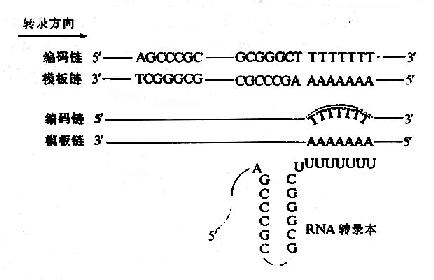 转录方向
编码链 5' AGCCCGC GCGGGCT TTTTTTT 3'
模板链 3' TCGGGCG CGCCCGA AAAAAAA 5'
编码链 5' TTTTTTT 3'
模板链 3' AAAAAAA 5'
A UUUUUUUU
G C
C G
C G
C G
G C
C G
5' RNA 转录本